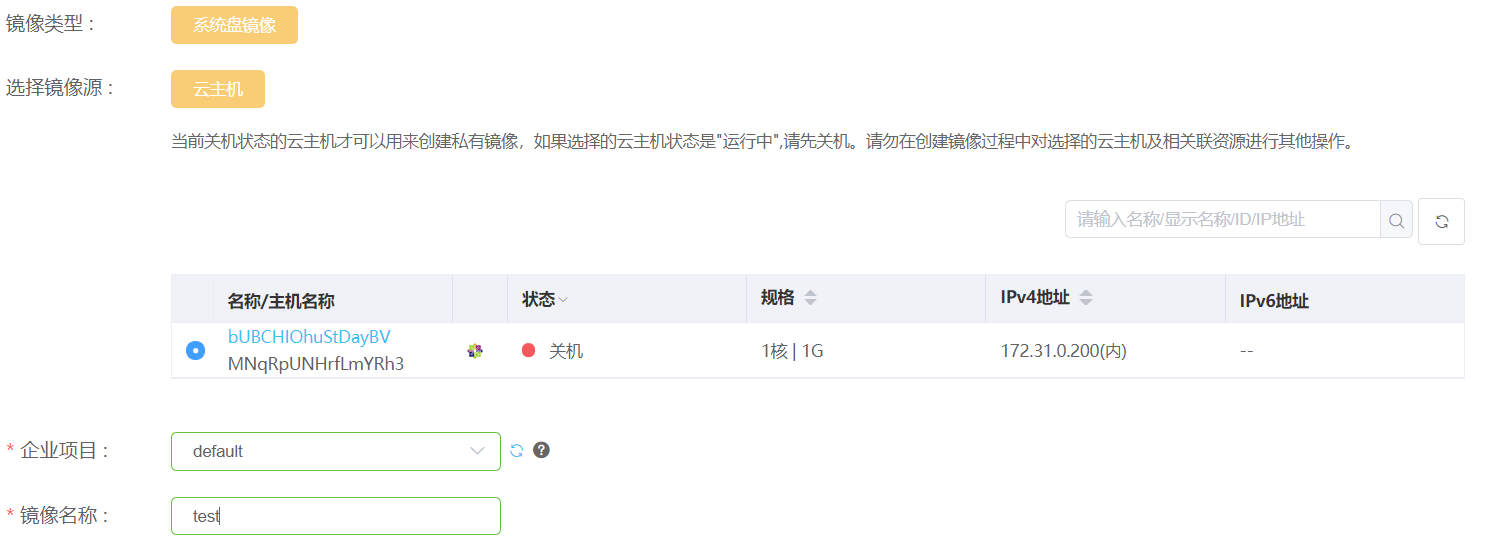 镜像类型： 系统盘镜像
选择镜像源： 云主机
当前关机状态的云主机才可以用来创建私有镜像，如果选择的云主机状态是"运行中",请先关机。请勿在创建镜像过程中对选择的云主机及相关联资源进行其他操作。
请输入名称/显示名称/ID/IP地址
名称/主机名称 状态 规格 IPv4地址 IPv6地址
bUBCHIOhuStDayBV
MNqRpUNHrfLmYRh3 关机 1核 | 1G 172.31.0.200(内) --
* 企业项目： default
* 镜像名称： test